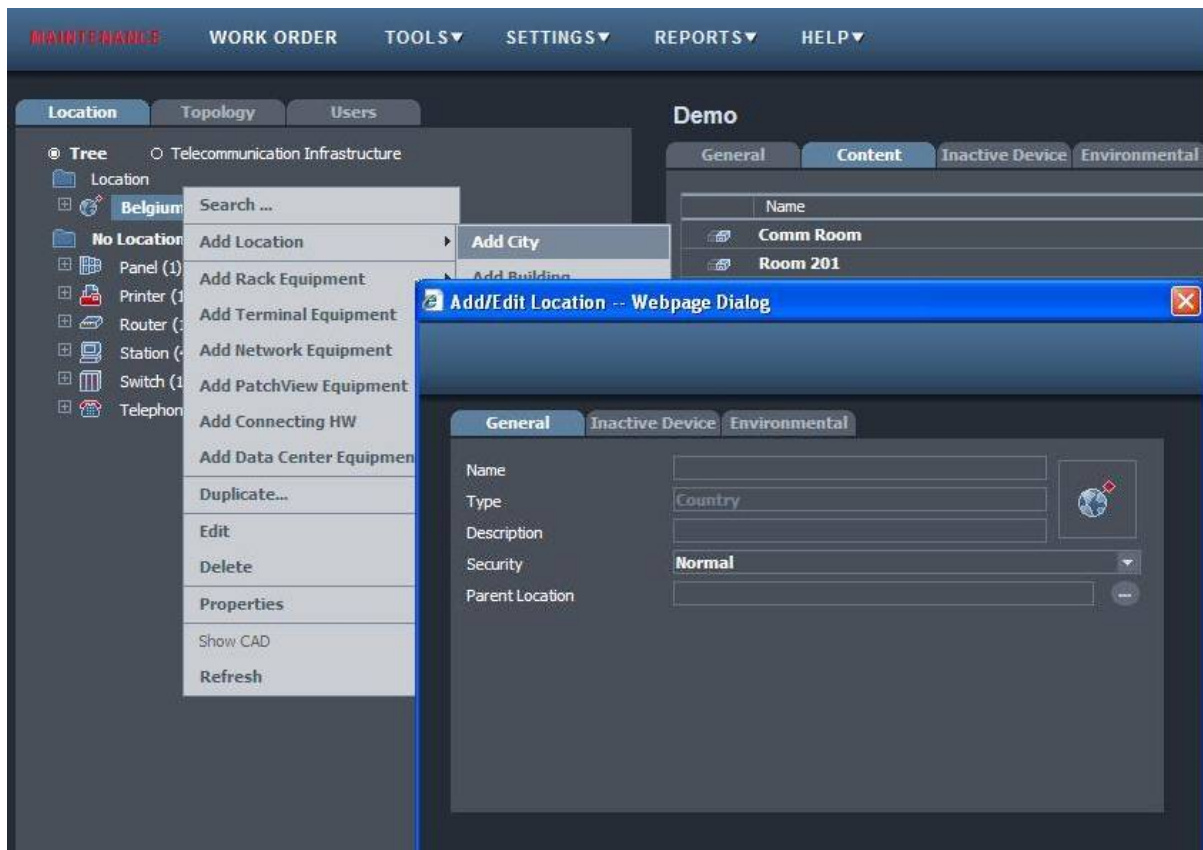 MAINTENANCE WORK ORDER TOOLS SETTINGS REPORTS HELP
Location Topology Users
Tree Telecommunication Infrastructure
Location
Belgium
No Location
Panel (1)
Printer (1
Router (
Station (
Switch (1
Telephon
Search ...
Add Location
Add Rack Equipment
Add Terminal Equipment
Add Network Equipment
Add PatchView Equipment
Add Connecting HW
Add Data Center Equipmen
Duplicate...
Edit
Delete
Properties
Show CAD
Refresh
Add City
Add Building
Demo
General Content Inactive Device Environmental
Name
Comm Room
Room 201
Add/Edit Location -- Webpage Dialog
General Inactive Device Environmental
Name
Type Country
Description
Security Normal
Parent Location ...